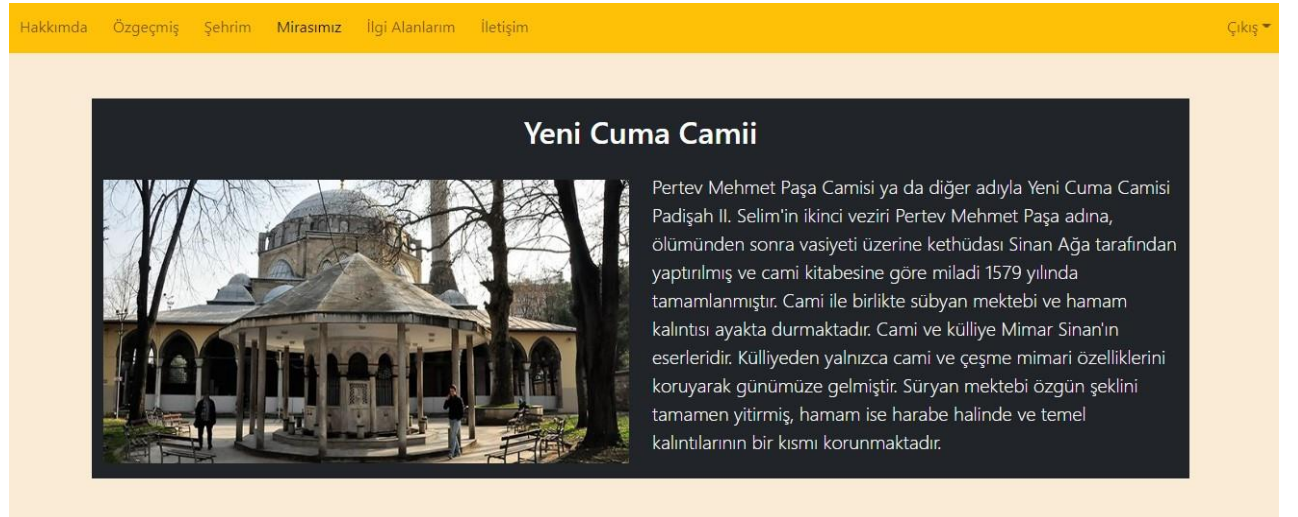 Hakkımda Özgeçmiş Şehrim Mirasımız İlgi Alanlarım İletişim Çıkış
Yeni Cuma Camii
Pertev Mehmet Paşa Camisi ya da diğer adıyla Yeni Cuma Camisi
Padişah II. Selim'in ikinci veziri Pertev Mehmet Paşa adına,
ölümünden sonra vasiyeti üzerine kethüdası Sinan Ağa tarafından
yaptırılmış ve cami kitabesine göre miladi 1579 yılında
tamamlanmıştır. Cami ile birlikte sübyan mektebi ve hamam
kalıntısı ayakta durmaktadır. Cami ve külliye Mimar Sinan'ın
eserleridir. Külliyeden yalnızca cami ve çeşme mimari özelliklerini
koruyarak günümüze gelmiştir. Süryan mektebi özgün şeklini
tamamen yitirmiş, hamam ise harabe halinde ve temel
kalıntılarının bir kısmı korunmaktadır.